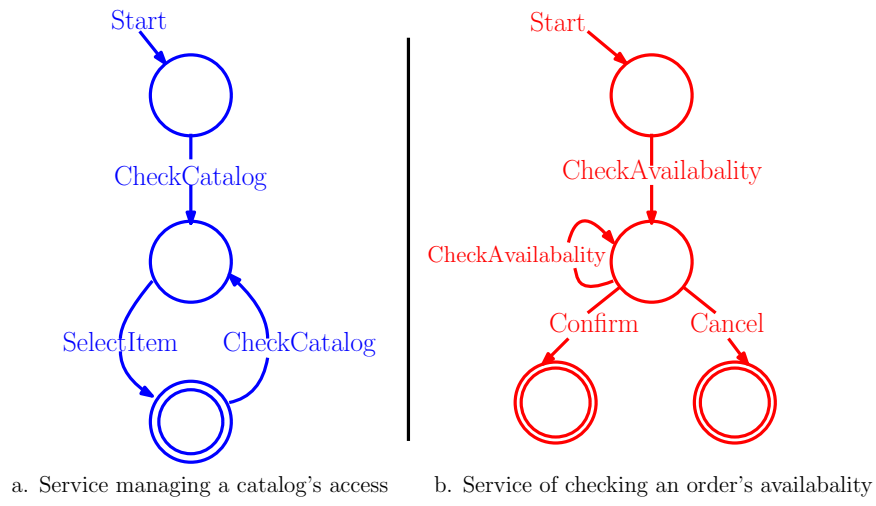 Start
CheckCatalog
SelectItem
CheckCatalog
a. Service managing a catalog's access
Start
CheckAvailabality
CheckAvailabality
Confirm
Cancel
b. Service of checking an order's availabality